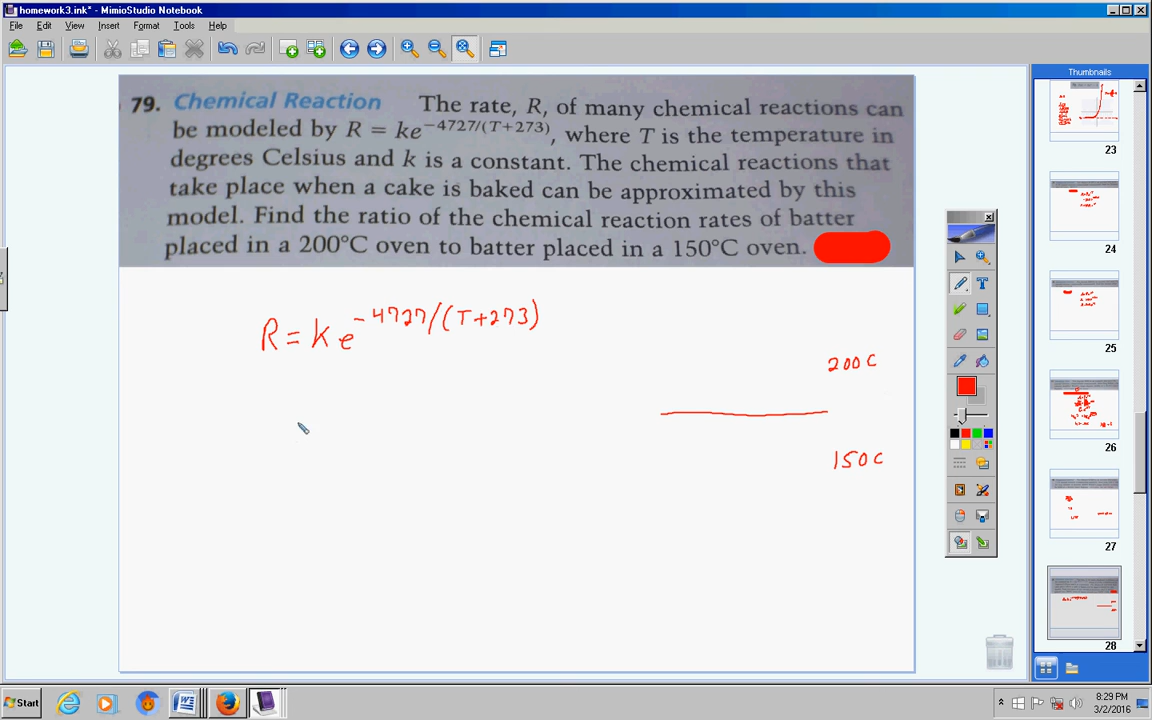 homework3.ink* - MimioStudio Notebook
File Edit View Insert Format Tools Help
79. Chemical Reaction The rate, R, of many chemical reactions can
be modeled by R = ke^−4727/(T+273), where T is the temperature in
degrees Celsius and k is a constant. The chemical reactions that
take place when a cake is baked can be approximated by this
model. Find the ratio of the chemical reaction rates of batter
placed in a 200°C oven to batter placed in a 150°C oven.
R = Ke^-4727/(T+273)
200C
150C
Thumbnails
23
24
25
26
27
28
Start
8:29 PM
3/2/2016